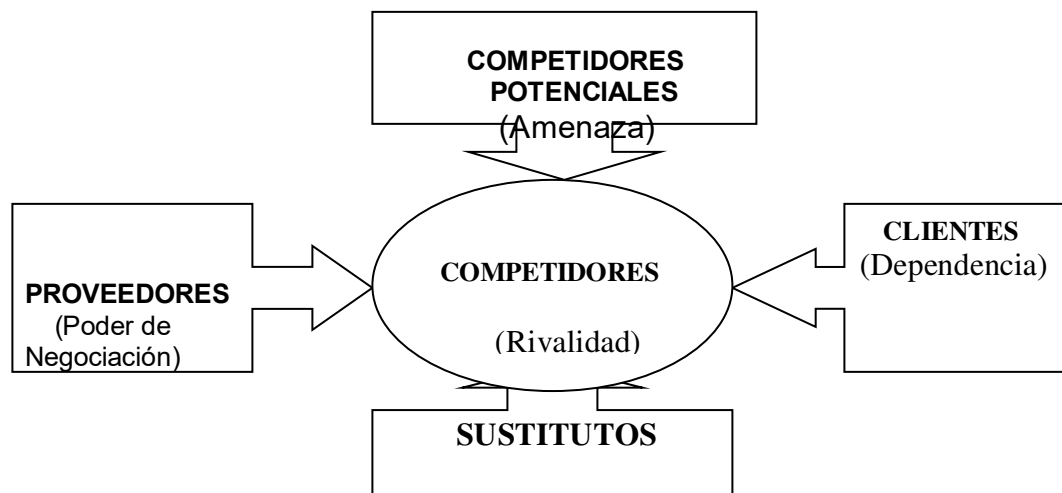 COMPETIDORES
POTENCIALES
(Amenaza)
PROVEEDORES
(Poder de
Negociación)
COMPETIDORES
(Rivalidad)
CLIENTES
(Dependencia)
SUSTITUTOS